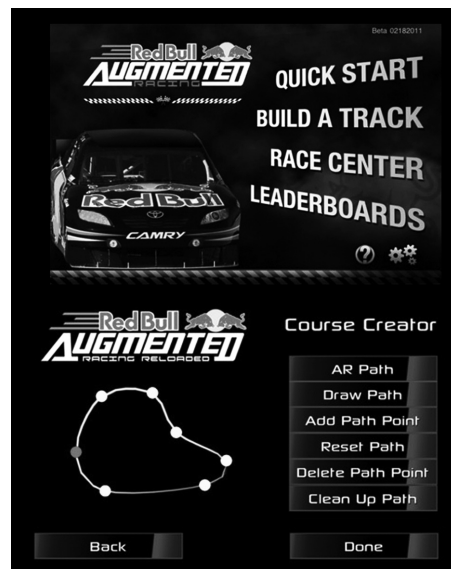 Beta 02182011
Red Bull
AUGMENTED
RACING
QUICK START
BUILD A TRACK
RACE CENTER
LEADERBOARDS
Red Bull
CAMRY
?
Red Bull
AUGMENTED
RACING RELOADED
Course Creator
AR Path
Draw Path
Add Path Point
Reset Path
Delete Path Point
Clean Up Path
Back
Done